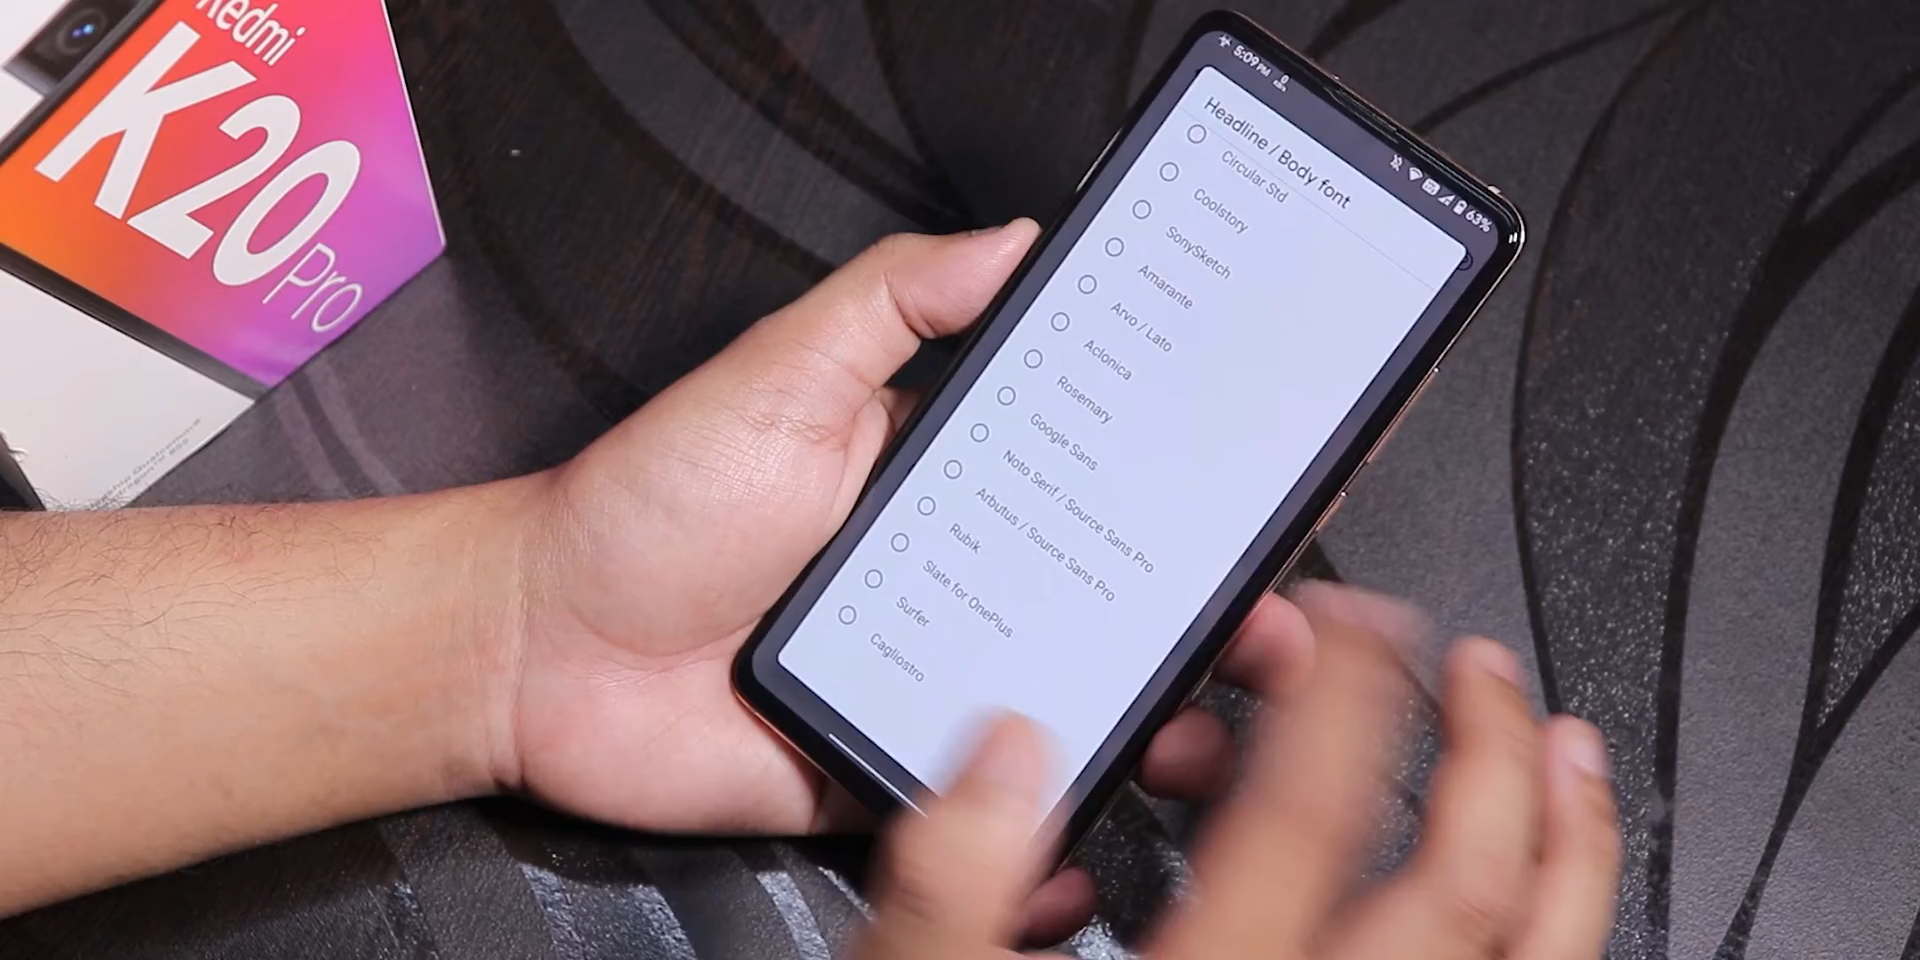 Redmi
K20 Pro
5:09 PM
63%
Headline / Body font
Circular Std
Coolstory
SonySketch
Amarante
Arvo / Lato
Aclonica
Rosemary
Google Sans
Noto Serif / Source Sans Pro
Arbutus / Source Sans Pro
Rubik
Slate for OnePlus
Surfer
Cagliostro